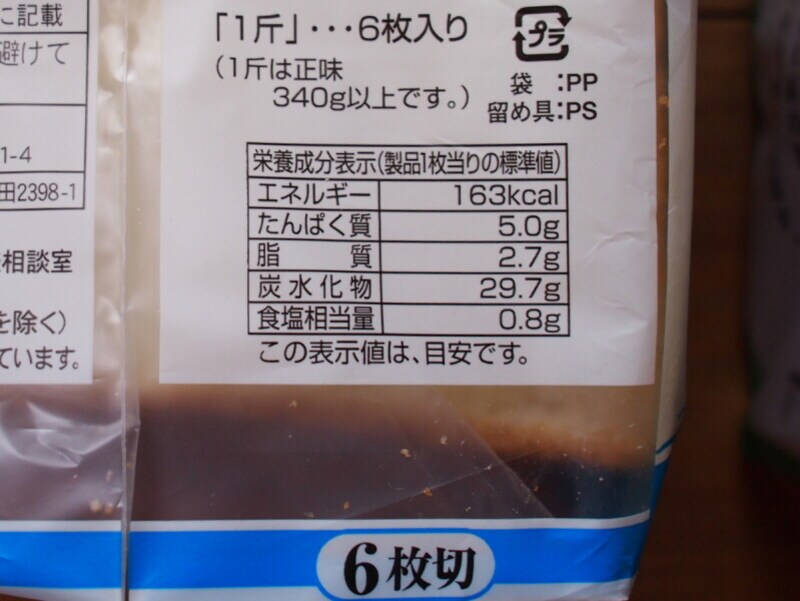 に記載
避けて
1-4
田2398-1
相談室
を除く）
ています。
「1斤」・・・6枚入り
（1斤は正味
340g以上です。）
プラ
袋　：PP
留め具：PS
栄養成分表示（製品1枚当りの標準値）
エネルギー 163kcal
たんぱく質 5.0g
脂　　質 2.7g
炭水化物 29.7g
食塩相当量 0.8g
この表示値は、目安です。
6枚切